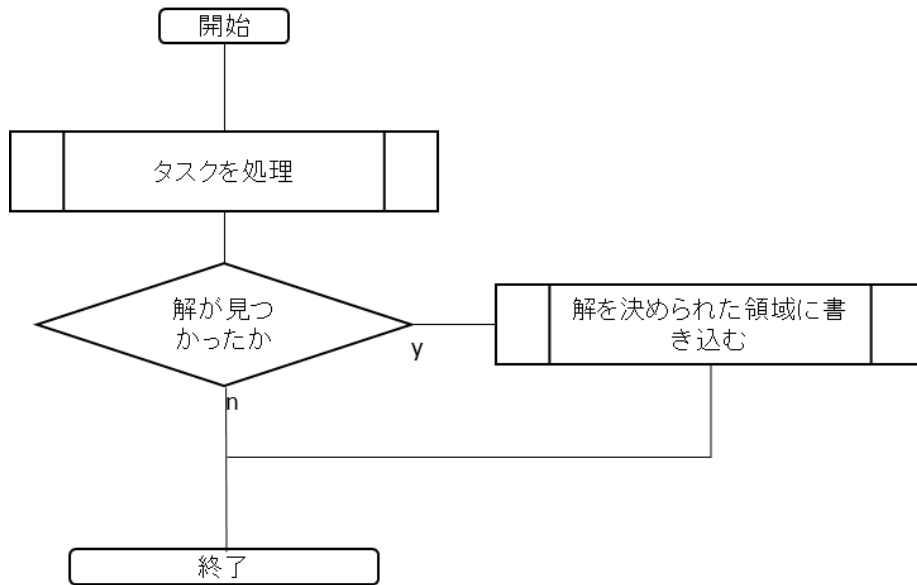 開始
タスクを処理
解が見つ
かったか
y
解を決められた領域に書
き込む
n
終了